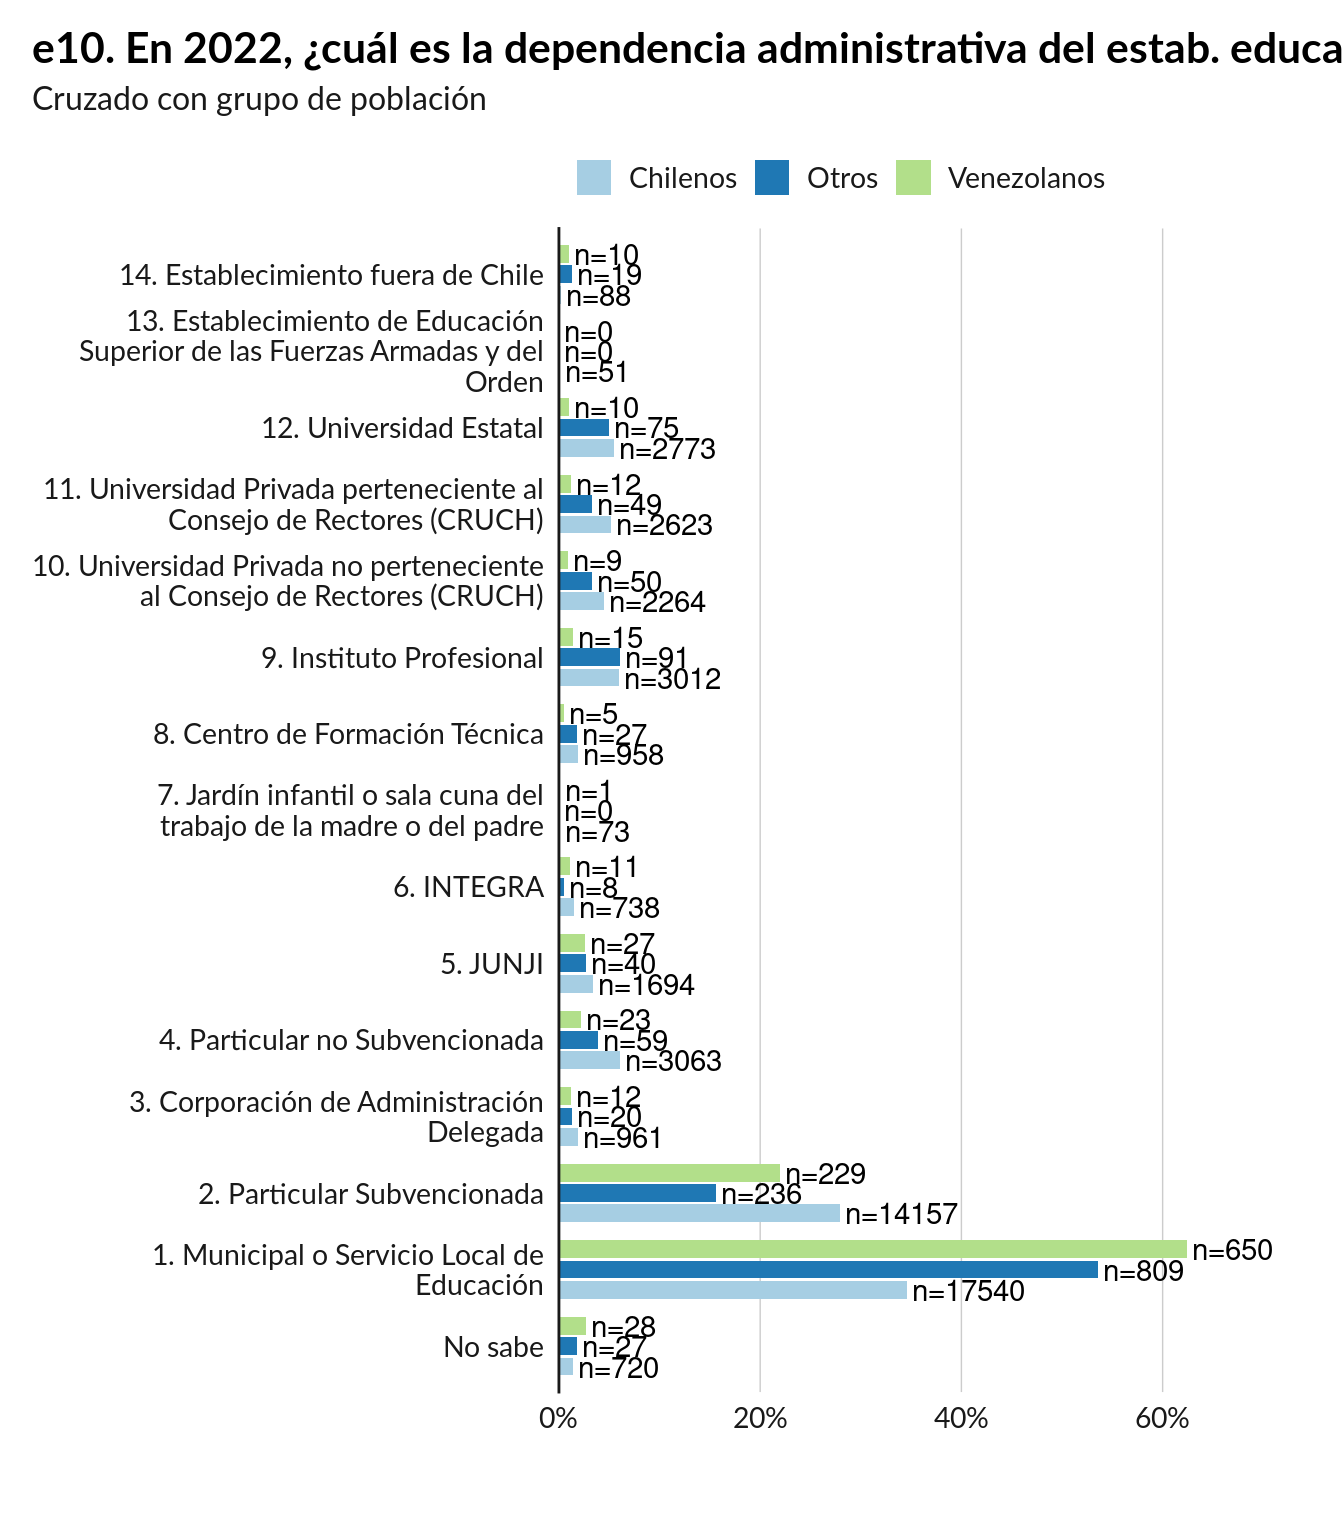 e10. En 2022, ¿cuál es la dependencia administrativa del estab. educa
Cruzado con grupo de población
Chilenos Otros Venezolanos
n=10
14. Establecimiento fuera de Chile n=19
n=88
13. Establecimiento de Educación n=0
Superior de las Fuerzas Armadas y del n=0
Orden n=51
n=10
12. Universidad Estatal n=75
n=2773
11. Universidad Privada perteneciente al n=12
n=49
Consejo de Rectores (CRUCH) n=2623
10. Universidad Privada no perteneciente n=9
n=50
al Consejo de Rectores (CRUCH) n=2264
n=15
9. Instituto Profesional n=91
n=3012
n=5
8. Centro de Formación Técnica n=27
n=958
7. Jardín infantil o sala cuna del n=1
n=0
trabajo de la madre o del padre n=73
n=11
6. INTEGRA n=8
n=738
n=27
5. JUNJI n=40
n=1694
n=23
4. Particular no Subvencionada n=59
n=3063
3. Corporación de Administración n=12
n=20
Delegada n=961
n=229
2. Particular Subvencionada n=236
n=14157
1. Municipal o Servicio Local de n=650
n=809
Educación n=17540
n=28
No sabe n=27
n=720
0% 20% 40% 60%